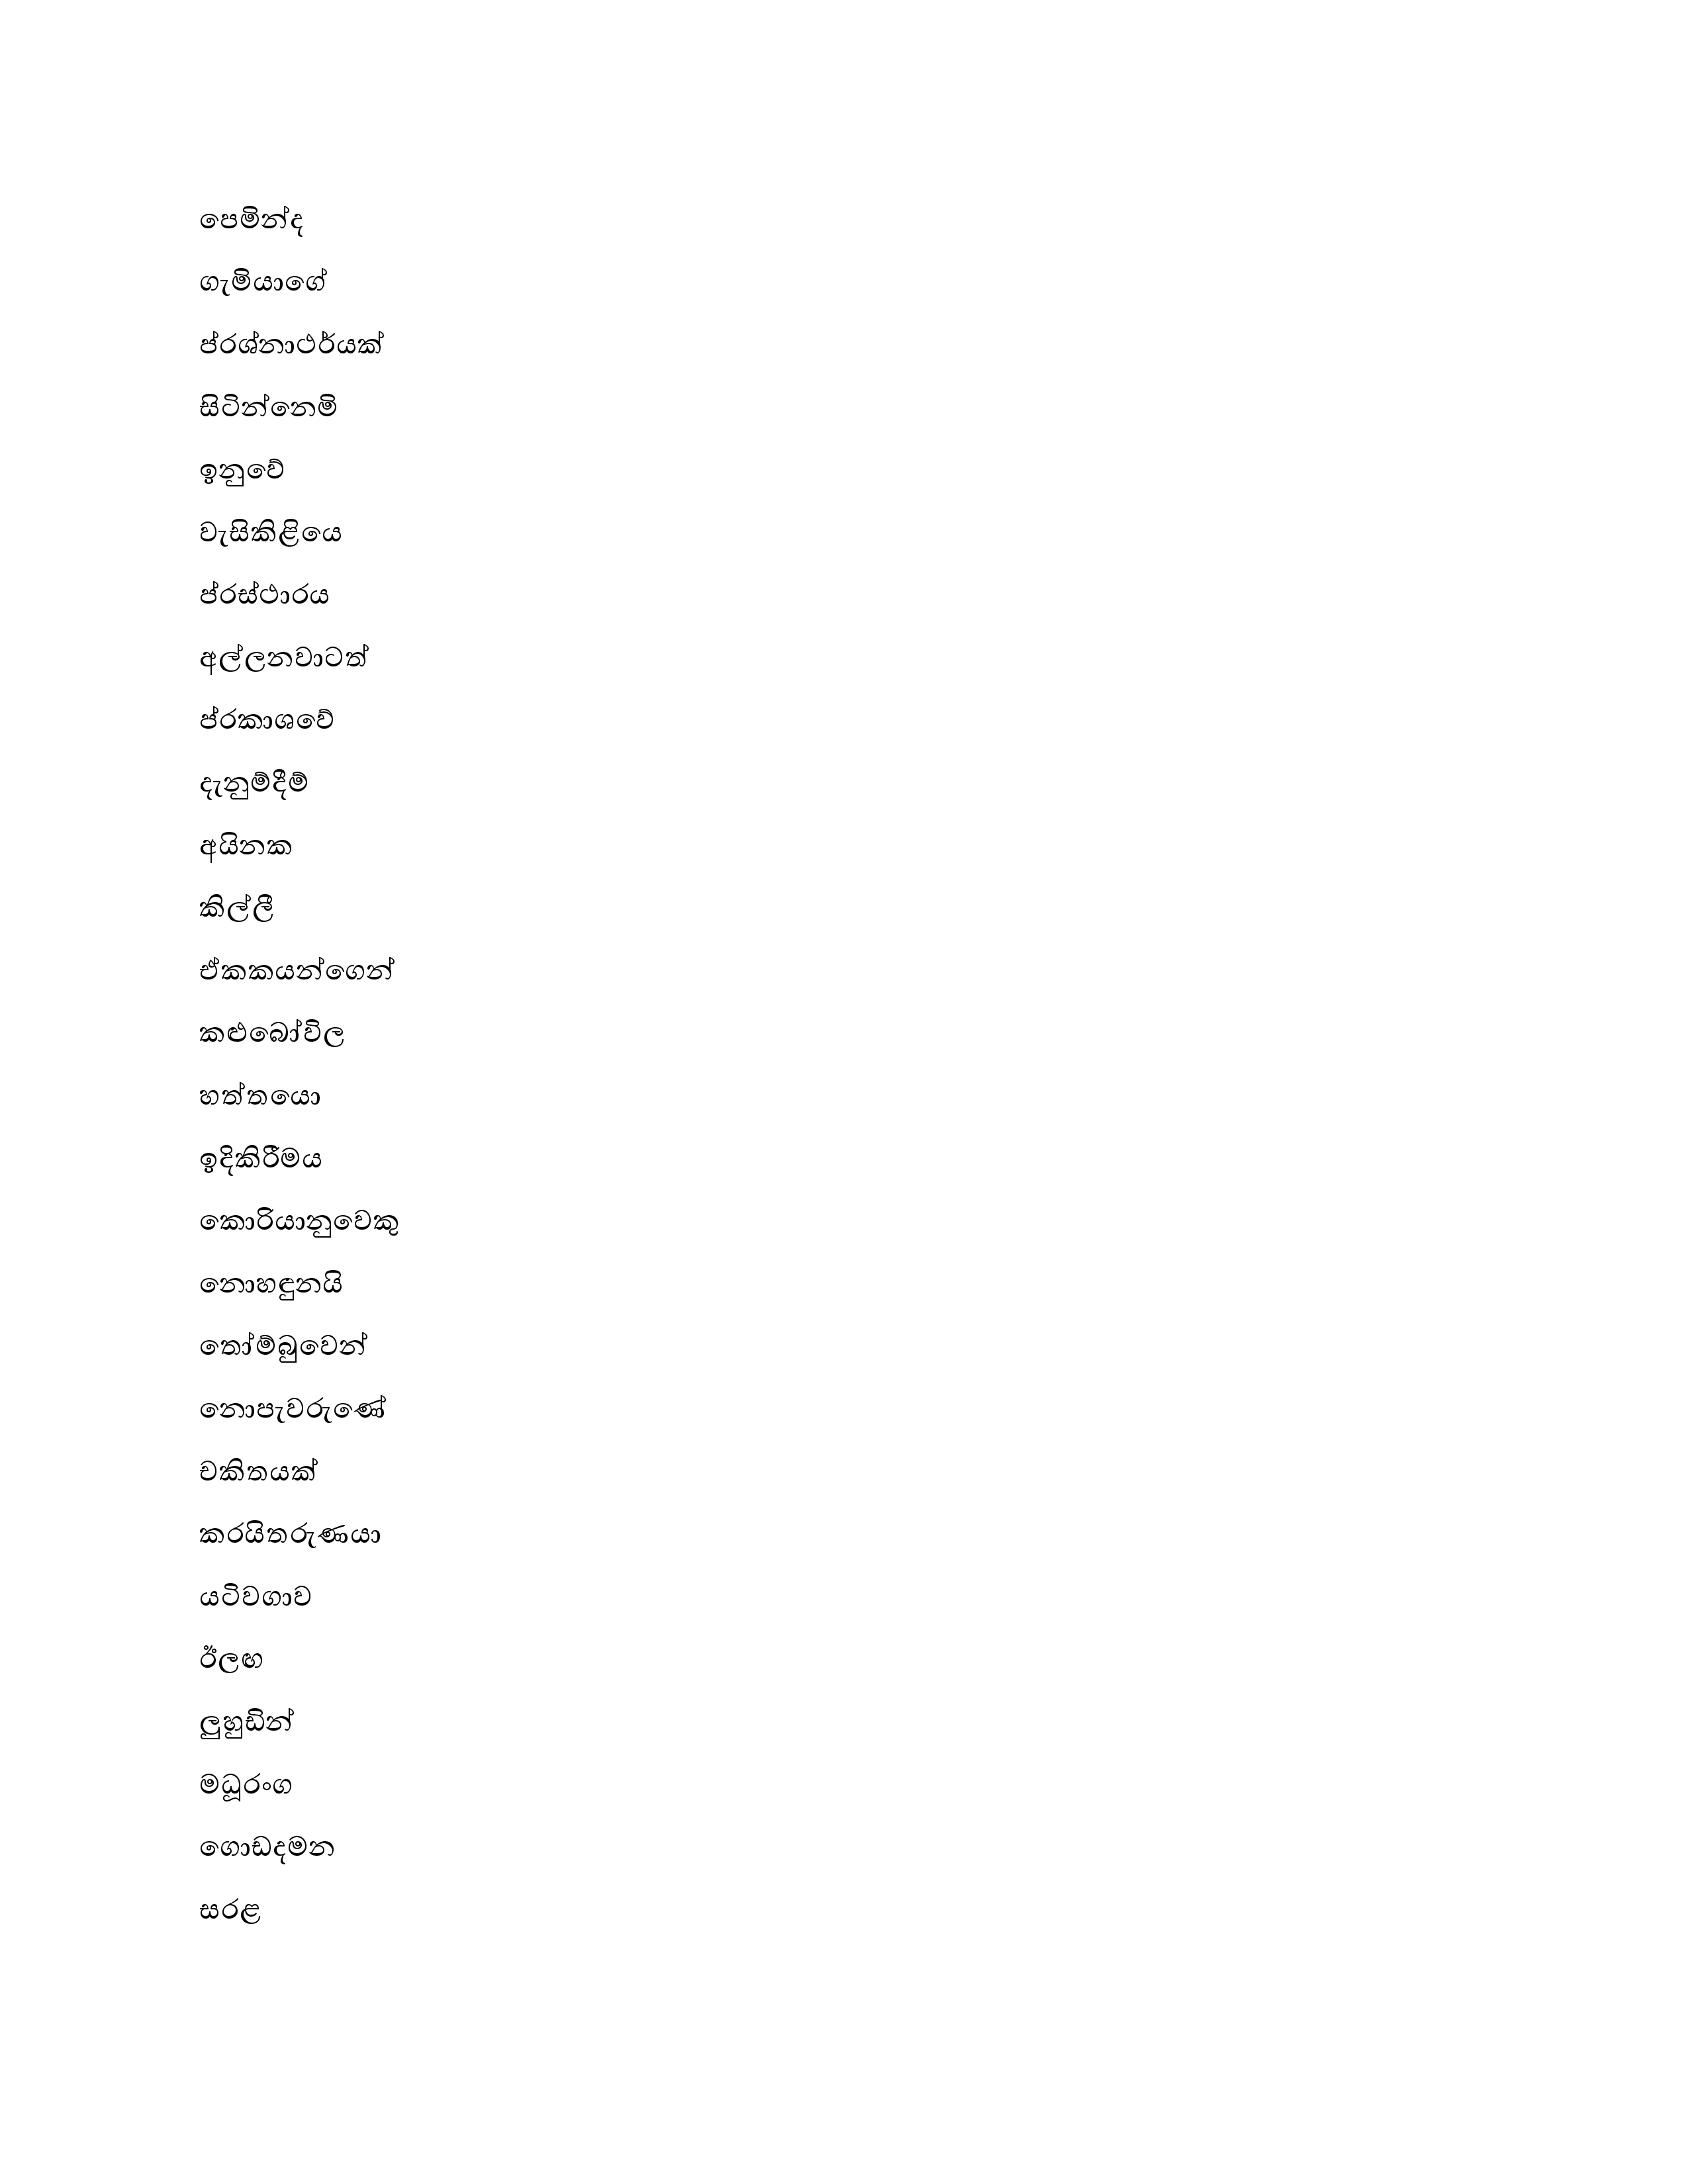 පෙමින්ද
ගැමියාගේ
ප්රශ්නාථර්යක්
සිටින්නෙමි
ඉනුවේ
වැසිකිළියෙ
ප්රස්ථාරය
අල්ලනවාටත්
ප්රකාශවේ
දැනුම්දීම්
අයිනක
කිල්ලී
ඒකකයන්ගෙන්
කළුබෝවිල
හත්තයො
ඉදිකිරීමය
කොරියානුවෙකු
නොහඳුනයි
තෝම්බුවෙන්
නොපැවරුණේ
චකිතයක්
කරයිතරුණයා
යටිවගාව
ඊලඟ
ලුහුඩින්
මධූරංග
ගොඩදමන
සරළ